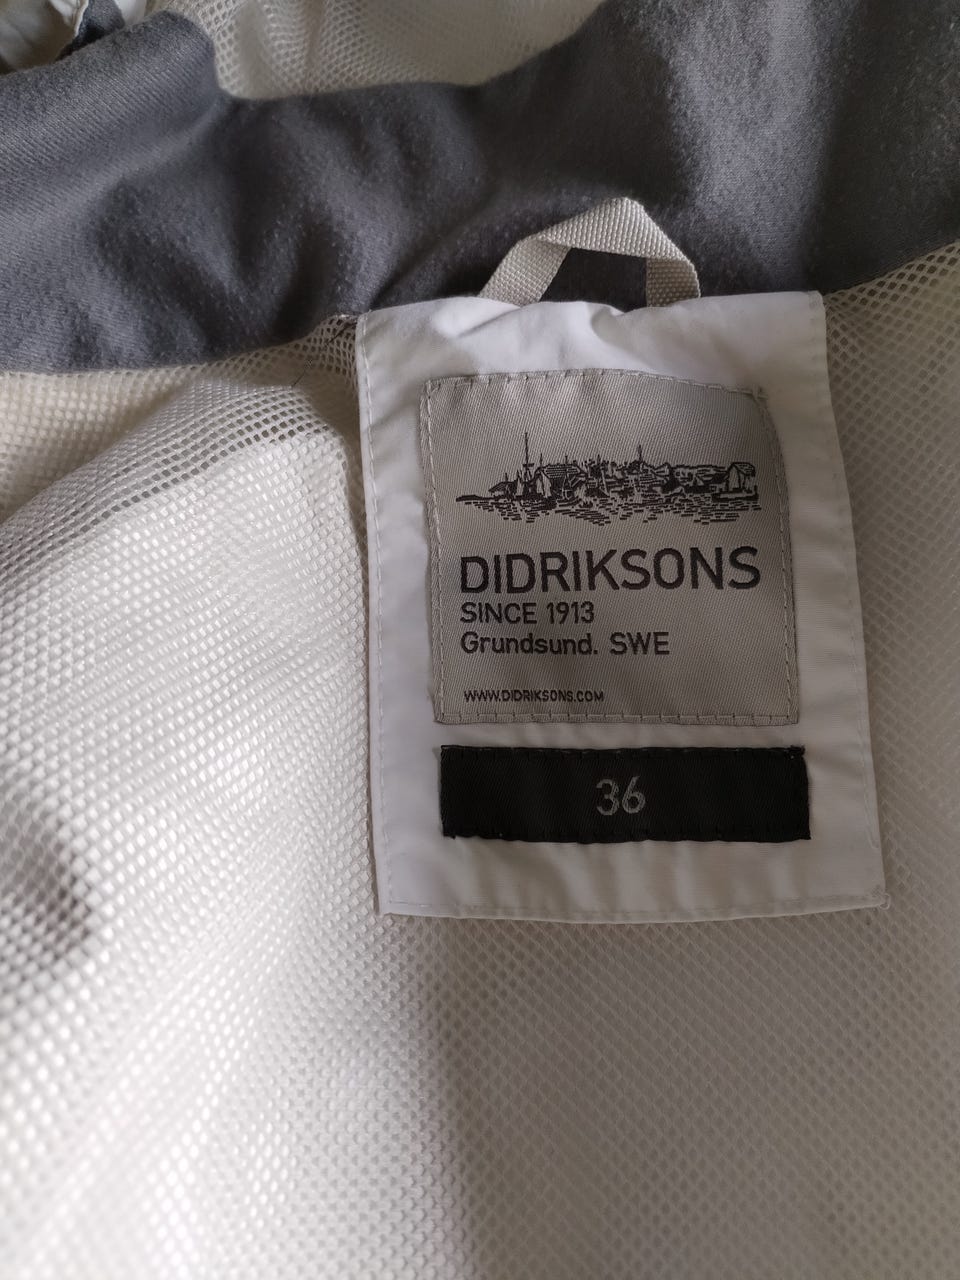 DIDRIKSONS
SINCE 1913
Grundsund. SWE
WWW.DIDRIKSONS.COM
36